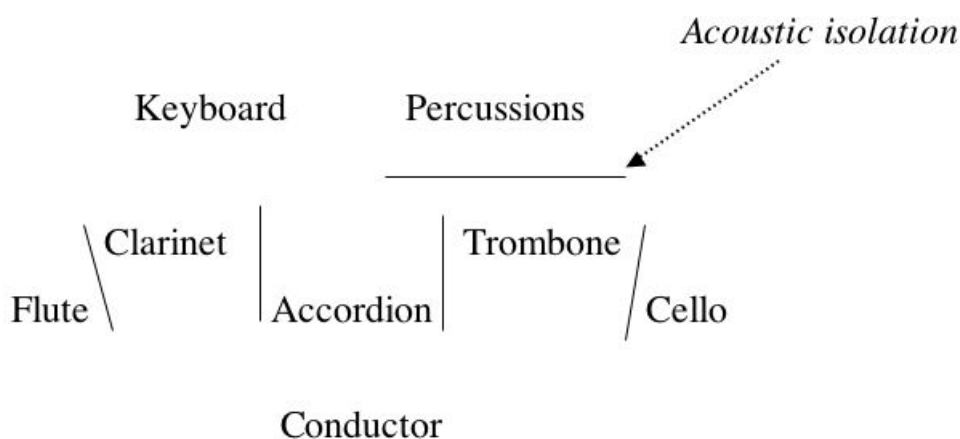 Acoustic isolation
Keyboard Percussions
Clarinet Trombone
Flute Accordion Cello
Conductor